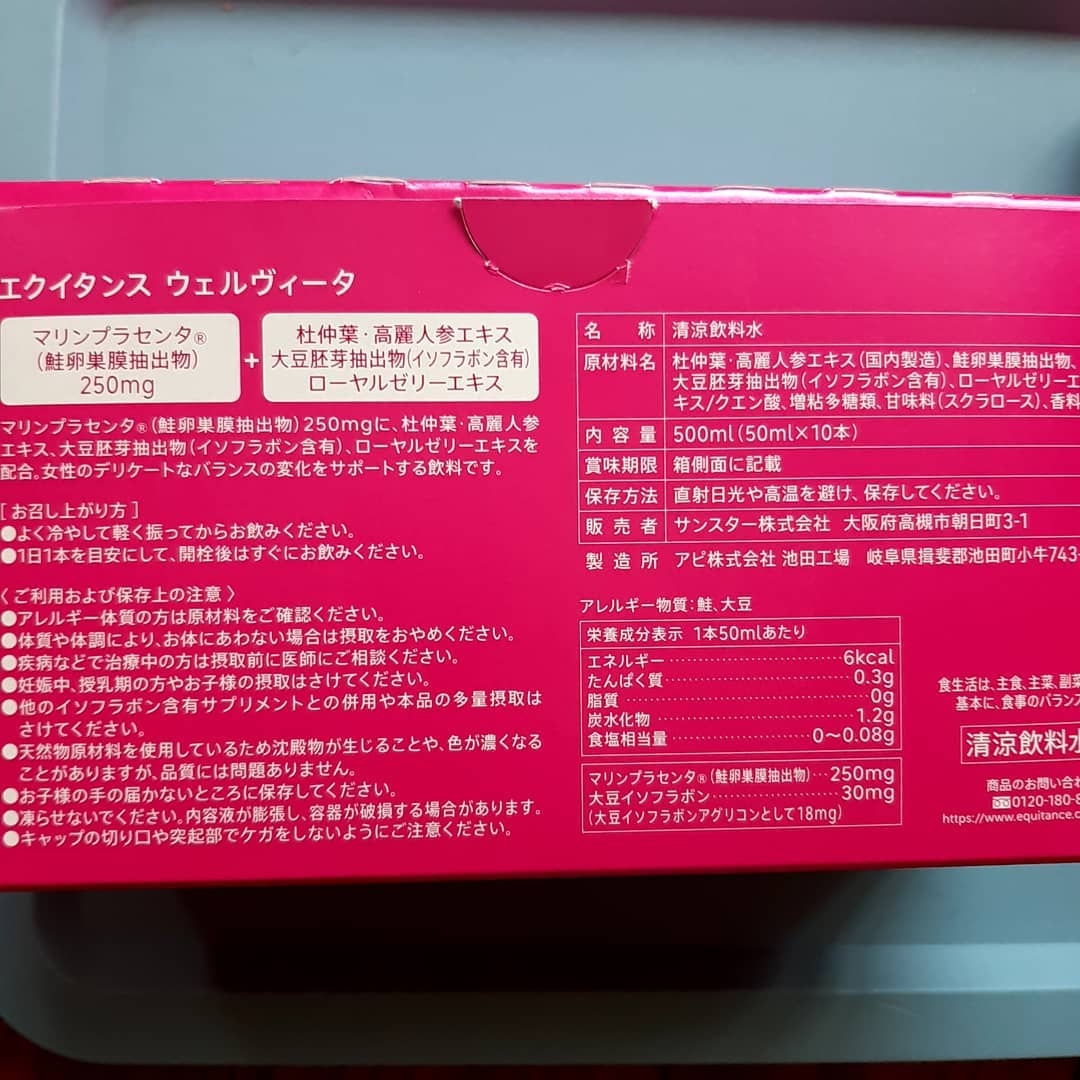 エクイタンス ウェルヴィータ
マリンプラセンタ®
(鮭卵巣膜抽出物)
250mg
+
杜仲葉・高麗人参エキス
大豆胚芽抽出物(イソフラボン含有)
ローヤルゼリーエキス
マリンプラセンタ®(鮭卵巣膜抽出物)250mgに、杜仲葉・高麗人参
エキス、大豆胚芽抽出物(イソフラボン含有)、ローヤルゼリーエキスを
配合。女性のデリケートなバランスの変化をサポートする飲料です。
[お召し上がり方]
●よく冷やして軽く振ってからお飲みください。
●1日1本を目安にして、開栓後はすぐにお飲みください。
〈ご利用および保存上の注意〉
●アレルギー体質の方は原材料をご確認ください。
●体質や体調により、お体にあわない場合は摂取をおやめください。
●疾病などで治療中の方は摂取前に医師にご相談ください。
●妊娠中、授乳期の方やお子様の摂取はさけてください。
●他のイソフラボン含有サプリメントとの併用や本品の多量摂取は
さけてください。
●天然物原材料を使用しているため沈殿物が生じることや、色が濃くなる
ことがありますが、品質には問題ありません。
●お子様の手の届かないところに保存してください。
●凍らせないでください。内容液が膨張し、容器が破損する場合があります。
●キャップの切り口や突起部でケガをしないようにご注意ください。
名 称 清涼飲料水
原材料名 杜仲葉・高麗人参エキス(国内製造)、鮭卵巣膜抽出物、
大豆胚芽抽出物(イソフラボン含有)、ローヤルゼリーエ
キス/クエン酸、増粘多糖類、甘味料(スクラロース)、香料
内容量 500ml(50ml×10本)
賞味期限 箱側面に記載
保存方法 直射日光や高温を避け、保存してください。
販売者 サンスター株式会社 大阪府高槻市朝日町3-1
製造所 アピ株式会社 池田工場 岐阜県揖斐郡池田町小牛743-
アレルギー物質:鮭、大豆
栄養成分表示 1本50mlあたり
エネルギー……………………6kcal
たんぱく質……………………0.3g
脂質……………………0g
炭水化物……………………1.2g
食塩相当量……………………0~0.08g
マリンプラセンタ®(鮭卵巣膜抽出物)…250mg
大豆イソフラボン……………30mg
(大豆イソフラボンアグリコンとして18mg)
食生活は、主食、主菜、副菜
基本に、食事のバランス
清涼飲料水
商品のお問い合わ
0120-180-8
https://www.equitance.c